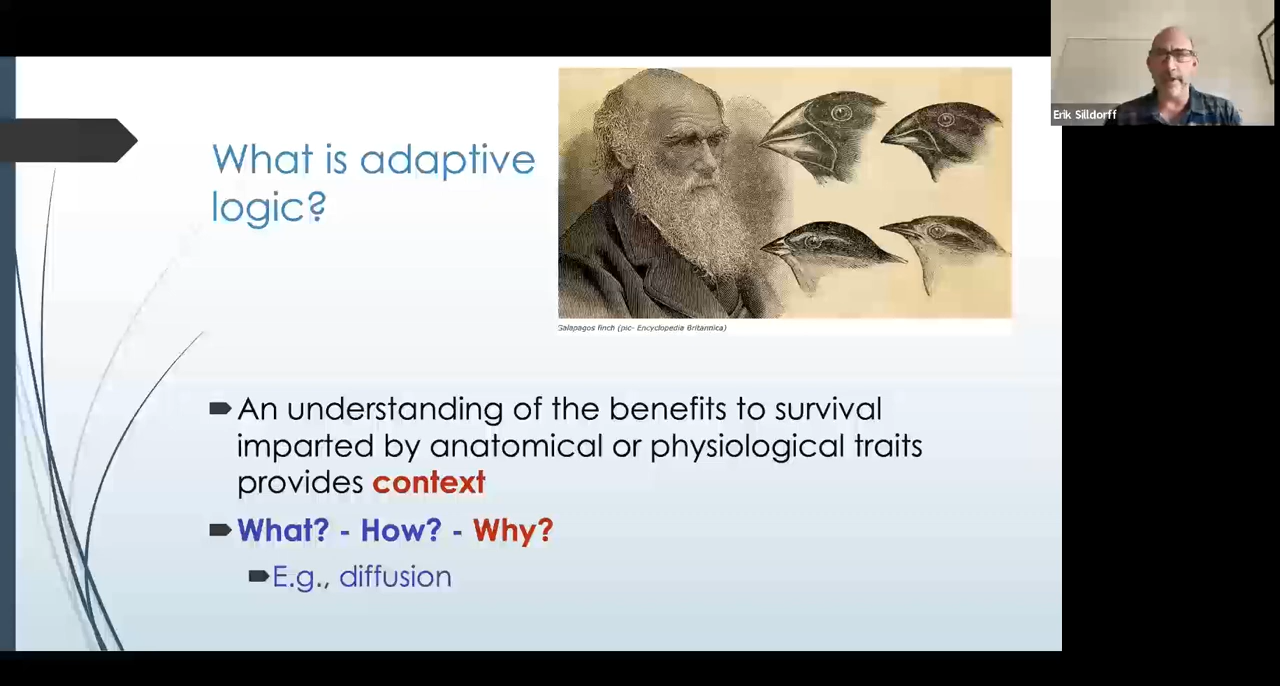 Erik Silldorff
What is adaptive
logic?
Galapagos finch (pic- Encyclopedia Britannica)
An understanding of the benefits to survival
imparted by anatomical or physiological traits
provides context
What? - How? - Why?
E.g., diffusion